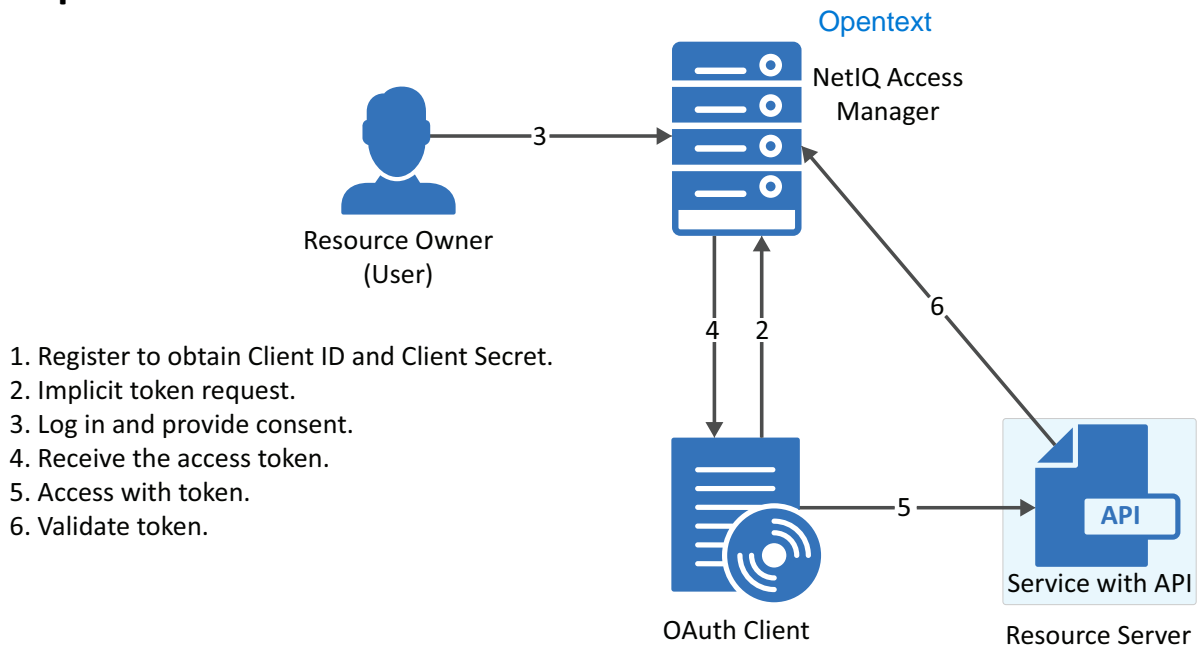 Opentext
NetIQ Access
Manager
3
Resource Owner
(User)
4
2
6
1. Register to obtain Client ID and Client Secret.
2. Implicit token request.
3. Log in and provide consent.
4. Receive the access token.
5. Access with token.
6. Validate token.
5
API
Service with API
OAuth Client
Resource Server